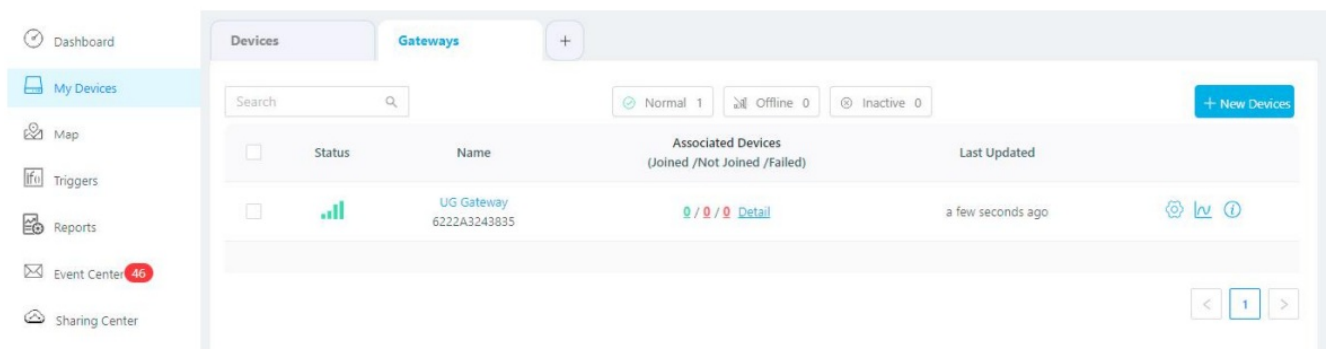 Dashboard
My Devices
Map
Triggers
Reports
Event Center 46
Sharing Center
Devices Gateways +
Search Normal 1 Offline 0 Inactive 0 + New Devices
Status Name Associated Devices (Joined /Not Joined /Failed) Last Updated
UG Gateway
6222A3243835
0 / 0 / 0 Detail a few seconds ago
< 1 >